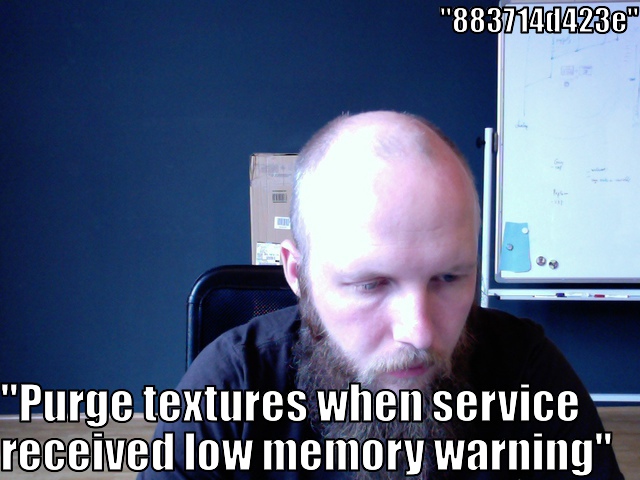 "883714d423e"
"Purge textures when service
received low memory warning"